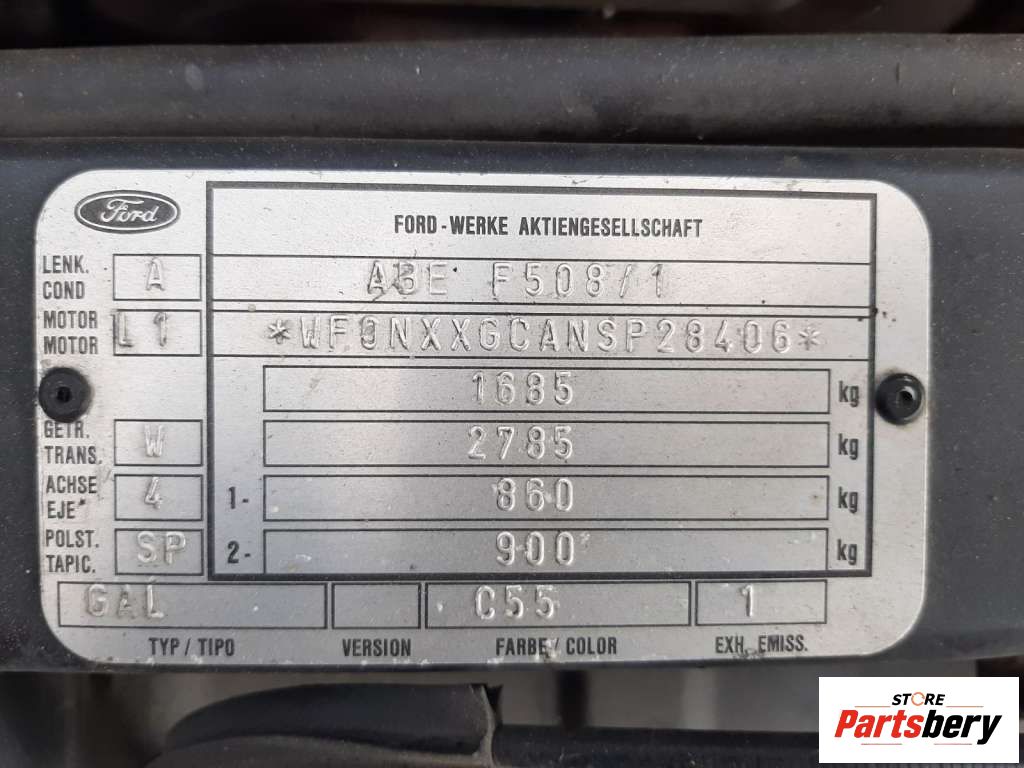 Ford
FORD-WERKE AKTIENGESELLSCHAFT
LENK.
COND
A
ABE F508/1
MOTOR
MOTOR
L1
*WF0NXXGCANSP28406*
1685 kg
GETR.
TRANS.
W
2785 kg
ACHSE
EJE
4
1- 860 kg
POLST.
TAPIC.
SP
2- 900 kg
GAL C55 1
TYP / TIPO VERSION FARBE / COLOR EXH. EMISS.
STORE
Partsbery